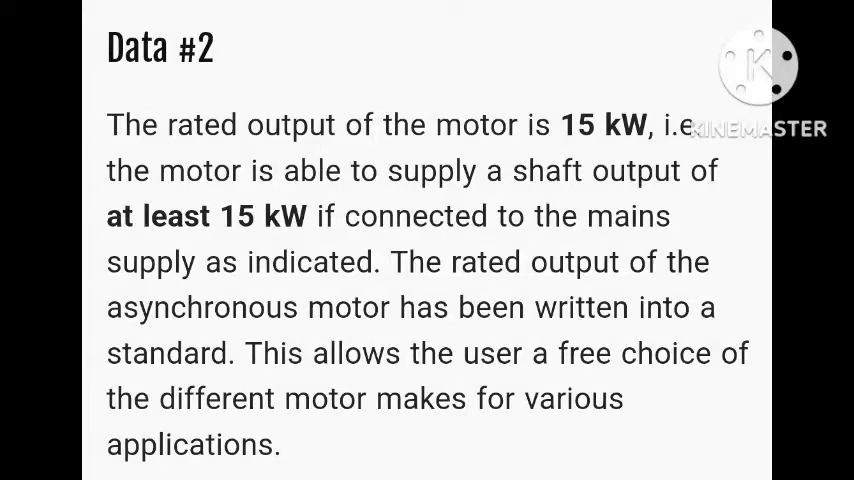 Data #2
The rated output of the motor is 15 kW, i.e
the motor is able to supply a shaft output of
at least 15 kW if connected to the mains
supply as indicated. The rated output of the
asynchronous motor has been written into a
standard. This allows the user a free choice of
the different motor makes for various
applications.
K
KINEMASTER